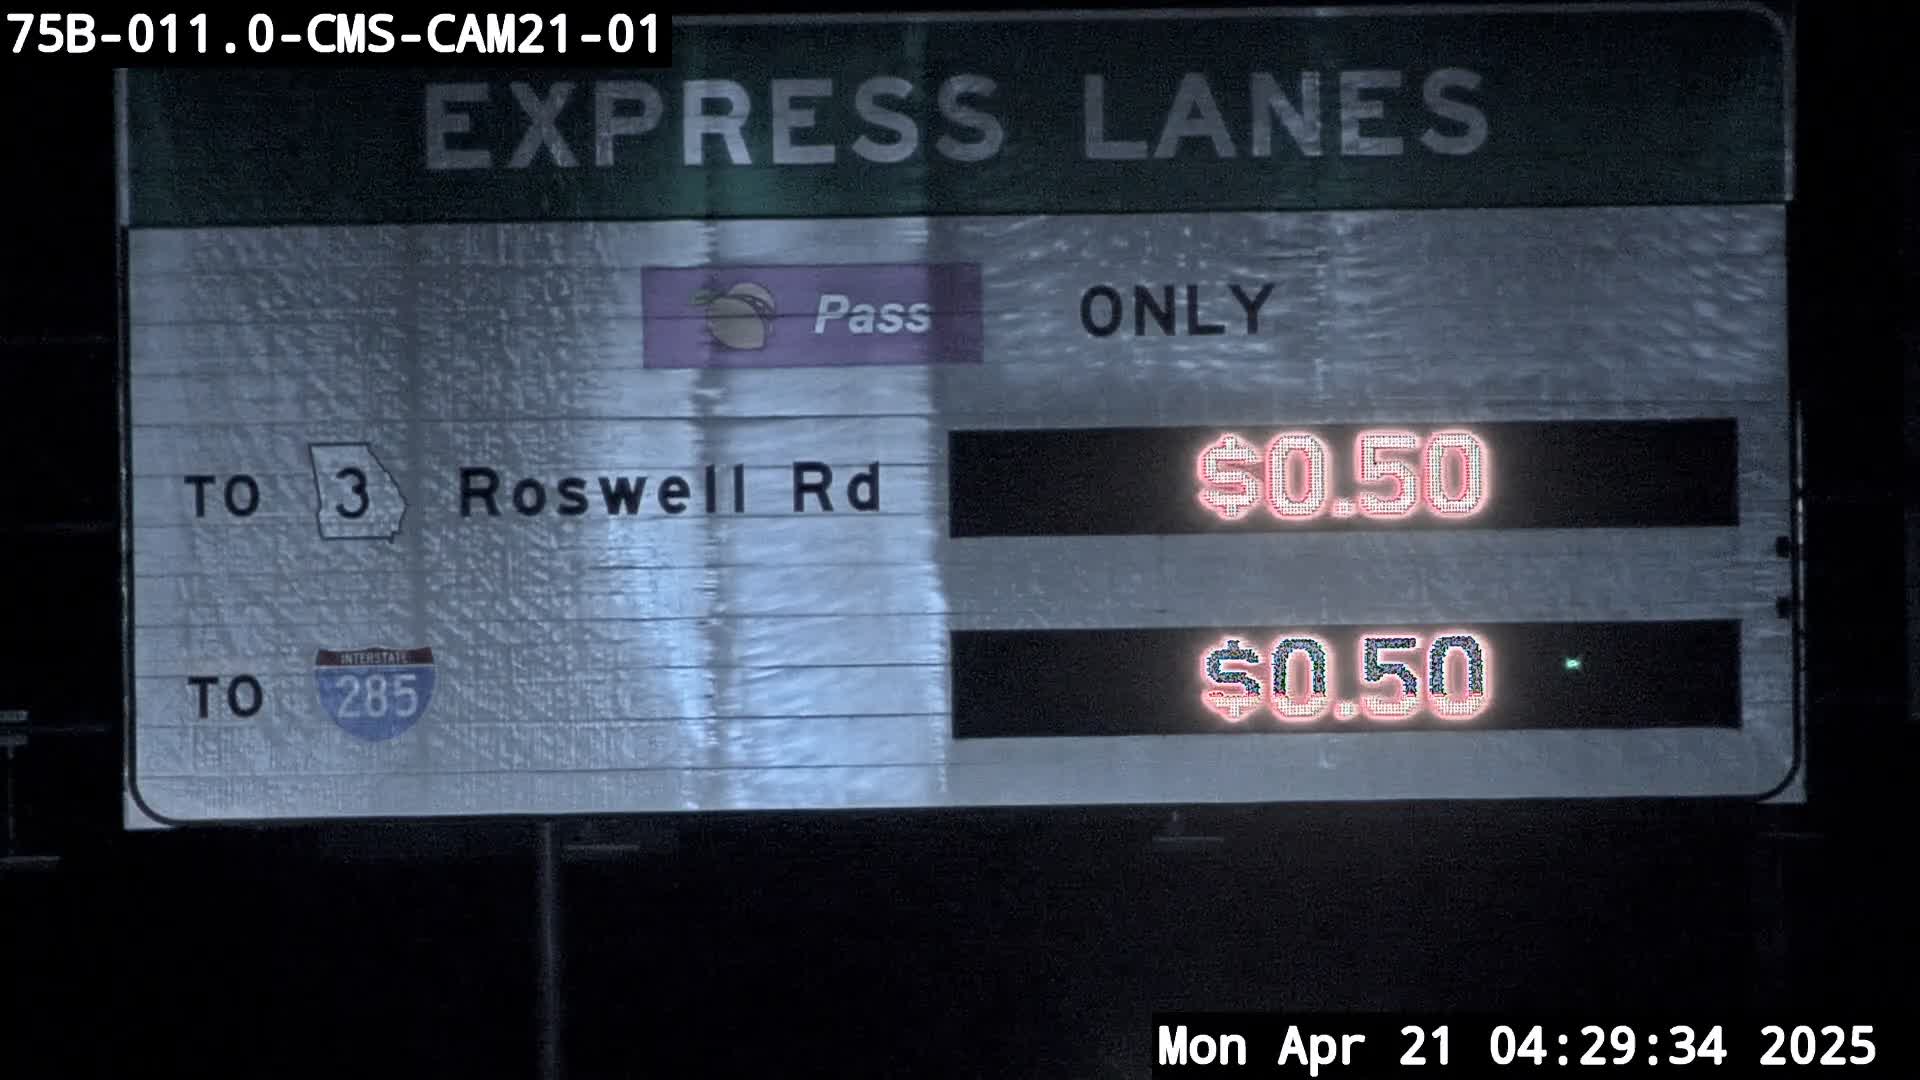 75B-011.0-CMS-CAM21-01
EXPRESS LANES
Pass ONLY
TO 3 Roswell Rd $0.50
INTERSTATE
TO 285 $0.50
Mon Apr 21 04:29:34 2025